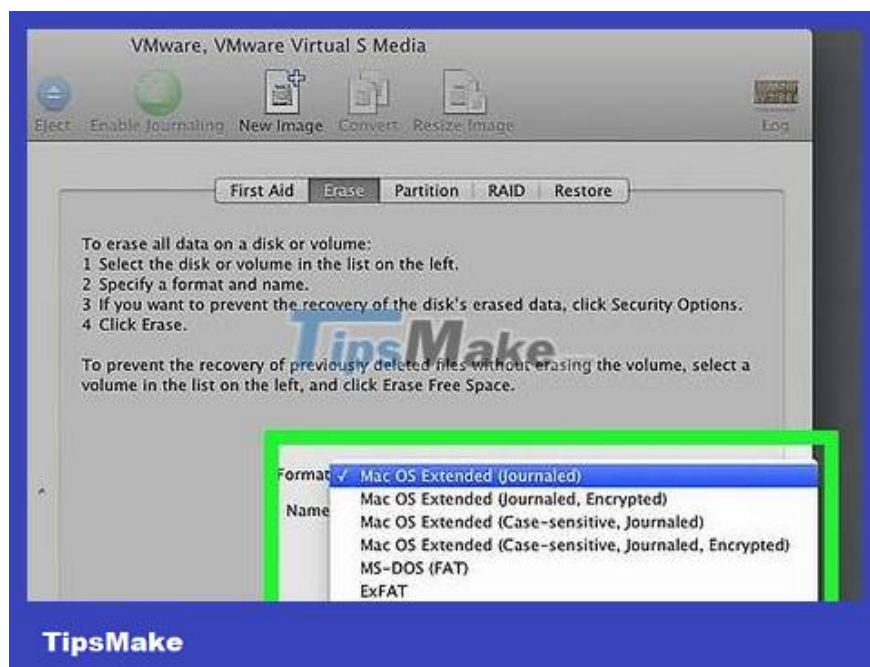 VMware, VMware Virtual S Media
Eject Enable Journaling New Image Convert Resize Image Log
First Aid Erase Partition RAID Restore
To erase all data on a disk or volume:
1 Select the disk or volume in the list on the left.
2 Specify a format and name.
3 If you want to prevent the recovery of the disk's erased data, click Security Options.
4 Click Erase.
TipsMake
To prevent the recovery of previously deleted files without erasing the volume, select a
volume in the list on the left, and click Erase Free Space.
Format ✓ Mac OS Extended (Journaled)
Name Mac OS Extended (Journaled, Encrypted)
Mac OS Extended (Case-sensitive, Journaled)
Mac OS Extended (Case-sensitive, Journaled, Encrypted)
MS-DOS (FAT)
ExFAT
TipsMake